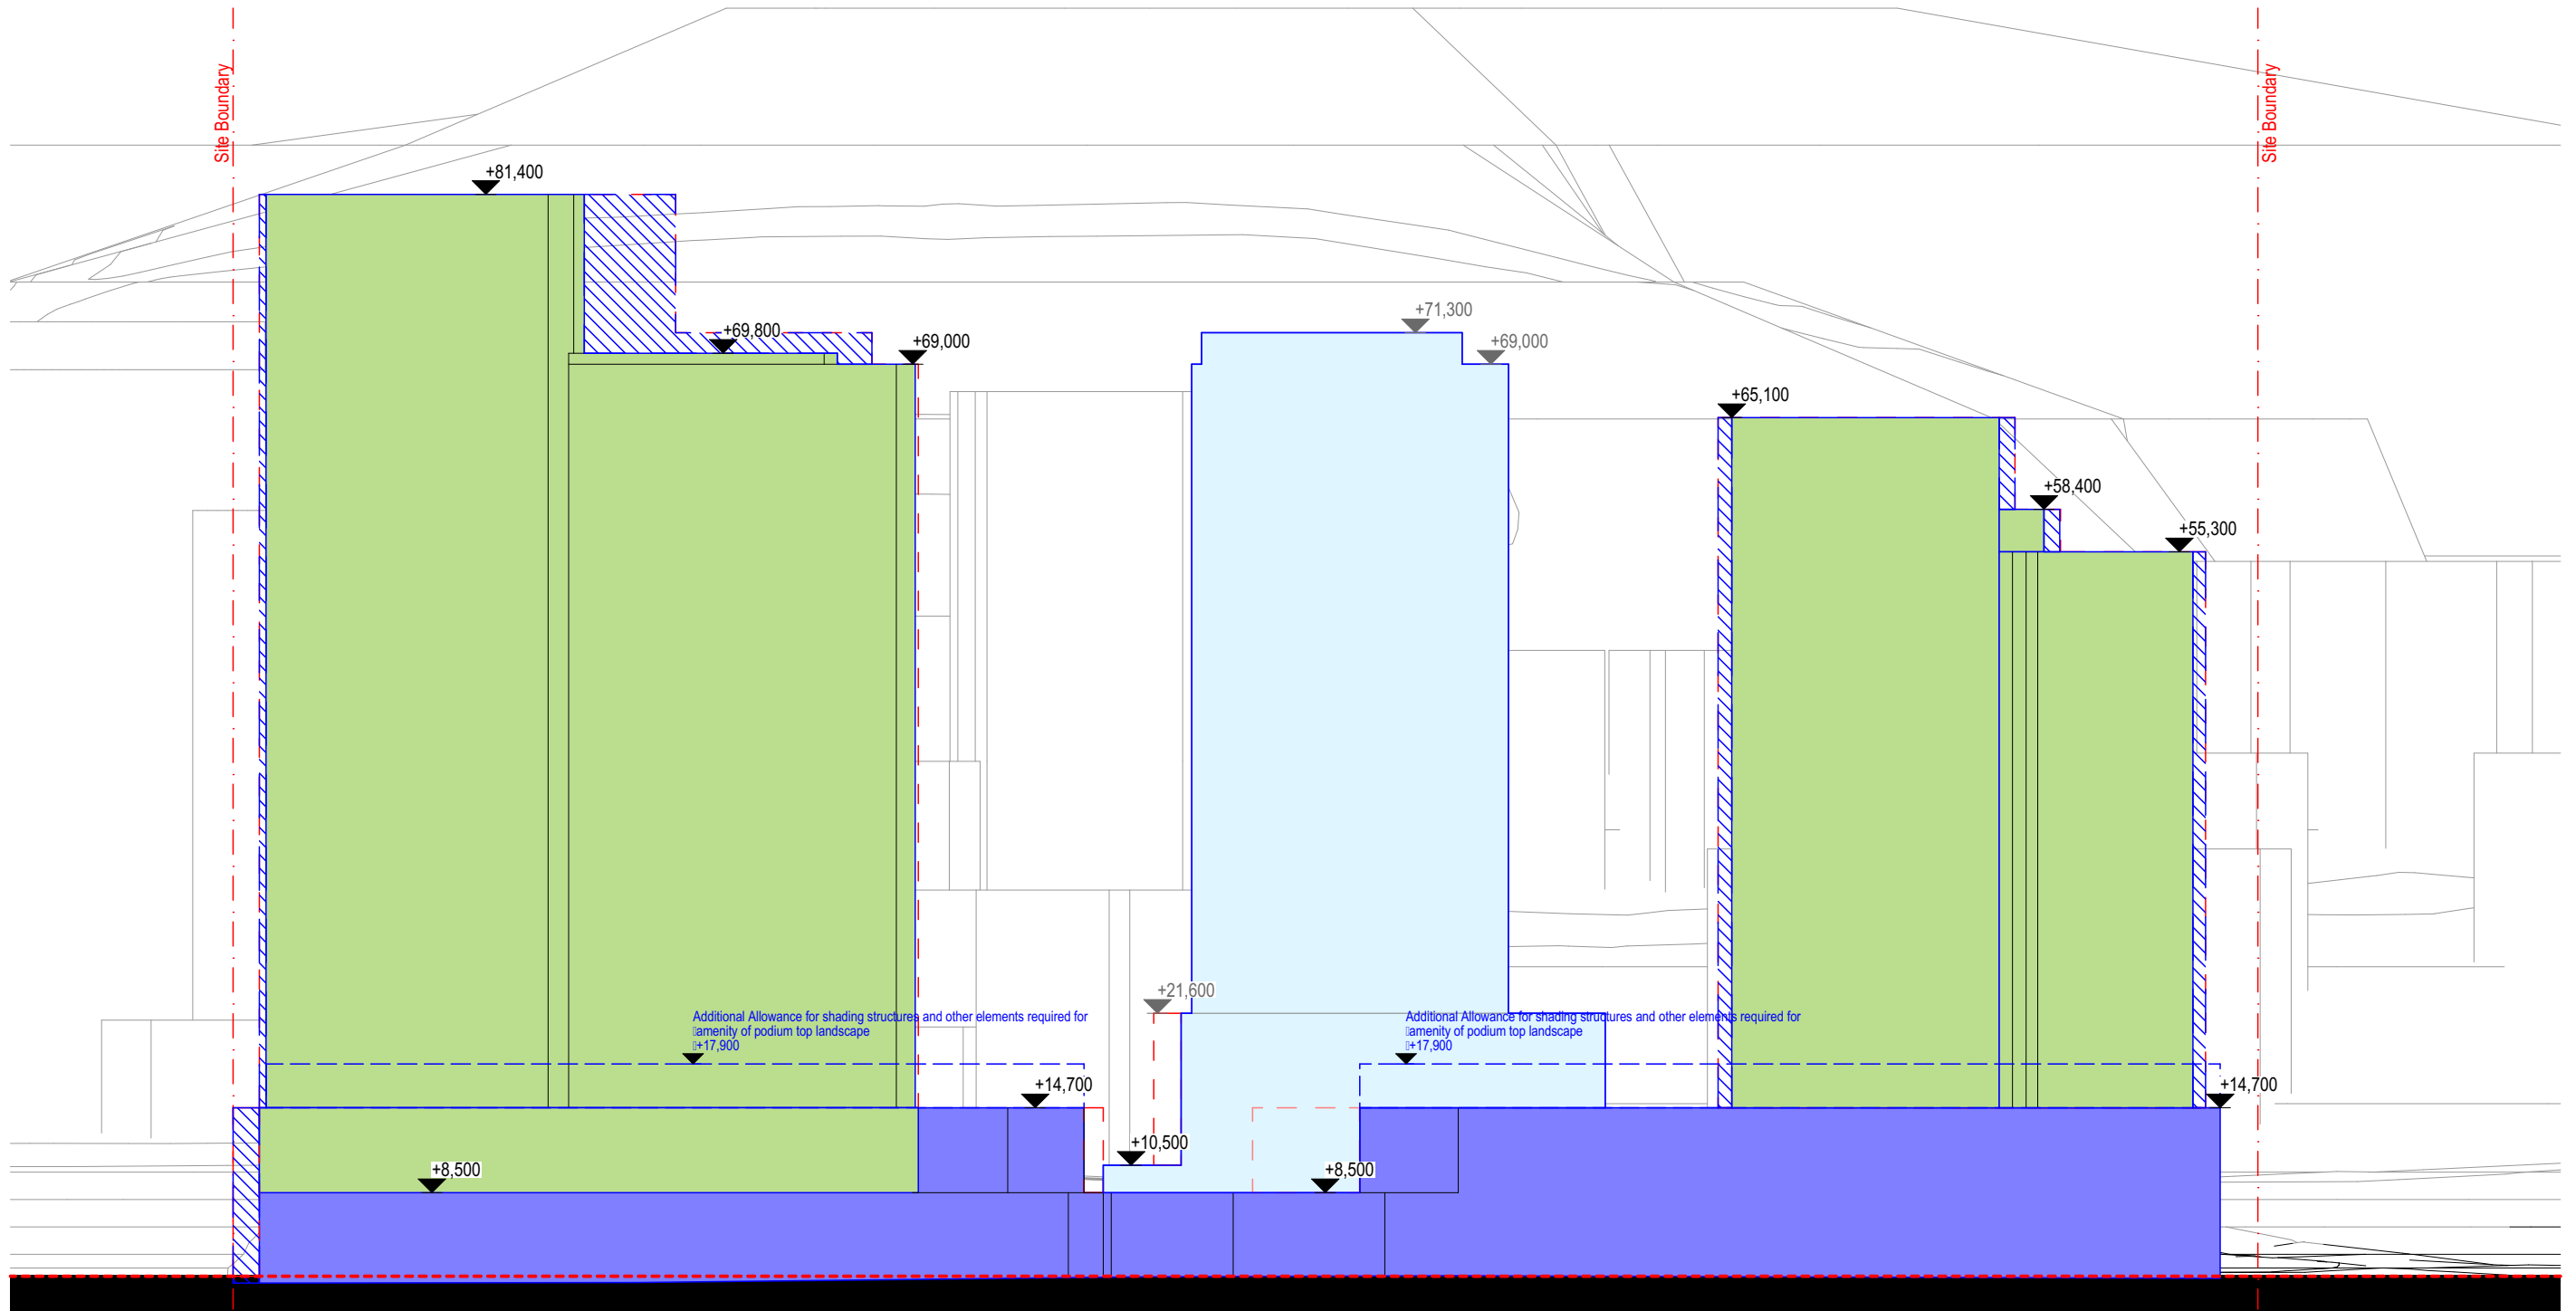 Site Boundary
Site Boundary
+81,400
+71,300
+69,800
+69,000
+69,000
+65,100
+58,400
+55,300
+21,600
Additional Allowance for shading structures and other elements required for
amenity of podium top landscape
+17,900
Additional Allowance for shading structures and other elements required for
amenity of podium top landscape
+17,900
+14,700
+14,700
+10,500
+8,500
+8,500